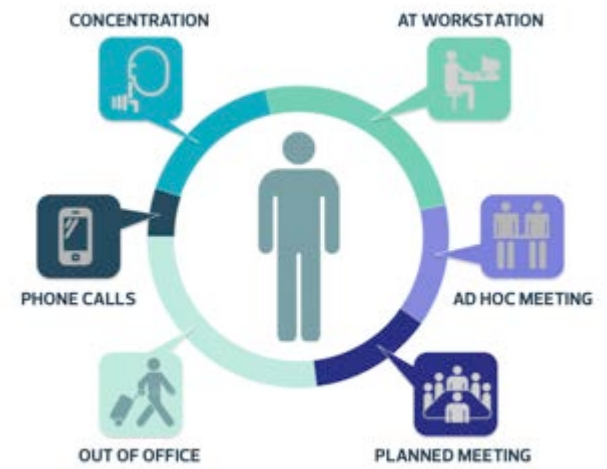 CONCENTRATION
AT WORKSTATION
PHONE CALLS
AD HOC MEETING
OUT OF OFFICE
PLANNED MEETING